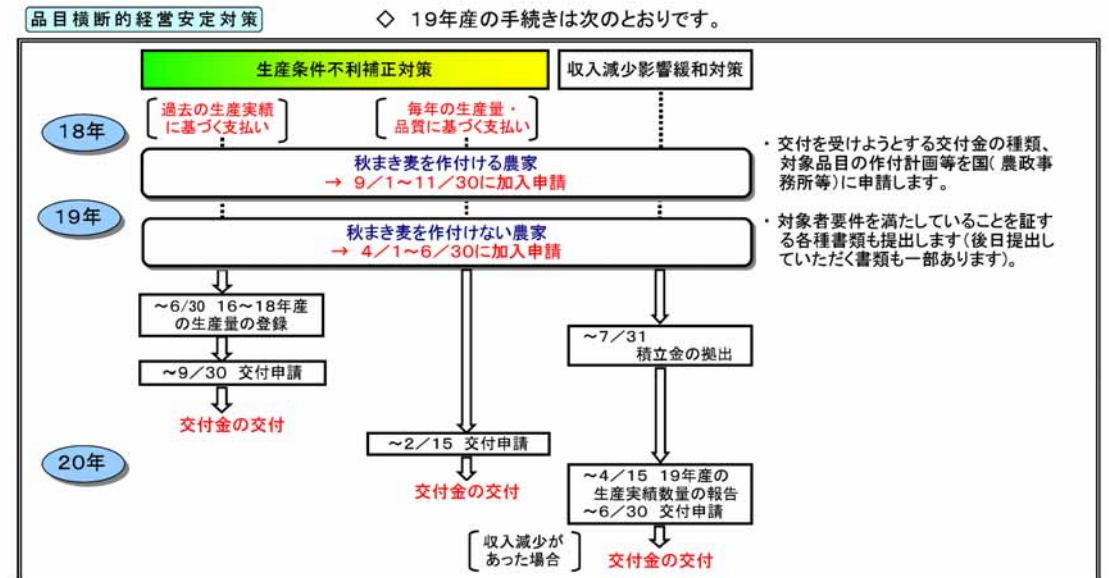 品目横断的経営安定対策
◇ 19年産の手続きは次のとおりです。
生産条件不利補正対策
収入減少影響緩和対策
過去の生産実績
に基づく支払い
毎年の生産量・
品質に基づく支払い
18年
秋まき麦を作付ける農家
→ 9/1~11/30に加入申請
・交付を受けようとする交付金の種類、
対象品目の作付計画等を国(農政事
務所等)に申請します。
19年
秋まき麦を作付けない農家
→ 4/1~6/30に加入申請
・対象者要件を満たしていることを証す
る各種書類も提出します(後日提出し
ていただく書類も一部あります)。
~6/30 16~18年産
の生産量の登録
~9/30 交付申請
交付金の交付
~7/31
積立金の拠出
~2/15 交付申請
交付金の交付
20年
~4/15 19年産の
生産実績数量の報告
~6/30 交付申請
収入減少が
あった場合
交付金の交付